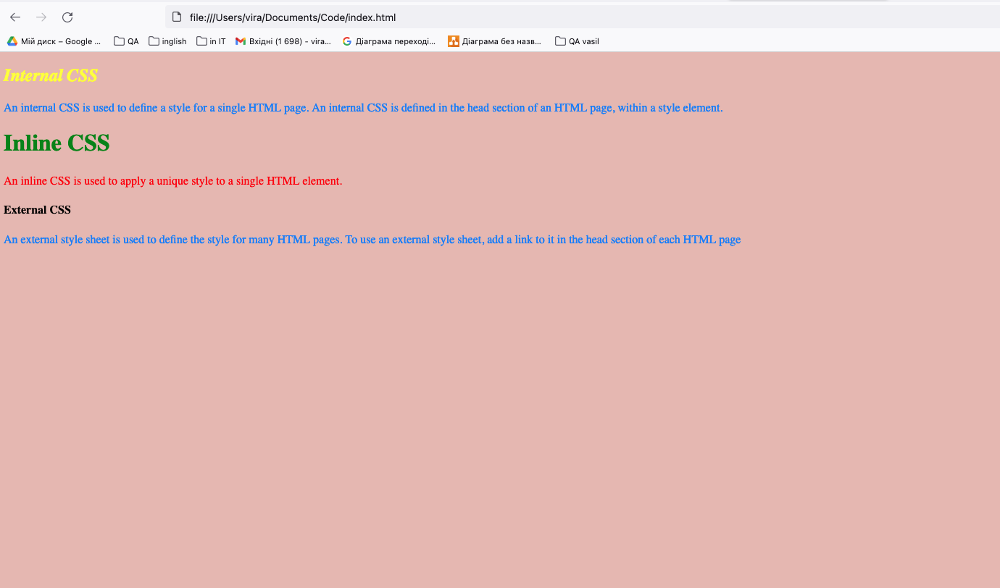 file:///Users/vira/Documents/Code/index.html
Мій диск – Google ... QA inglish in IT Вхідні (1 698) - vira... Діаграма переході... Діаграма без назв... QA vasil
Internal CSS
An internal CSS is used to define a style for a single HTML page. An internal CSS is defined in the head section of an HTML page, within a style element.
Inline CSS
An inline CSS is used to apply a unique style to a single HTML element.
External CSS
An external style sheet is used to define the style for many HTML pages. To use an external style sheet, add a link to it in the head section of each HTML page